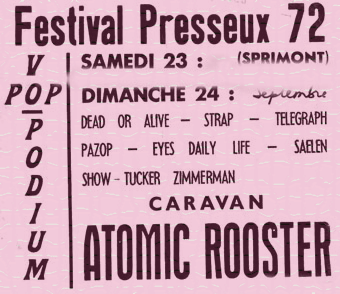 Festival Presseux 72
V POP PODIUM
SAMEDI 23 : (SPRIMONT)
DIMANCHE 24 : septembre
DEAD OR ALIVE – STRAP – TELEGRAPH
PAZOP – EYES DAILY LIFE – SAELEN
SHOW – TUCKER ZIMMERMAN
CARAVAN
ATOMIC ROOSTER